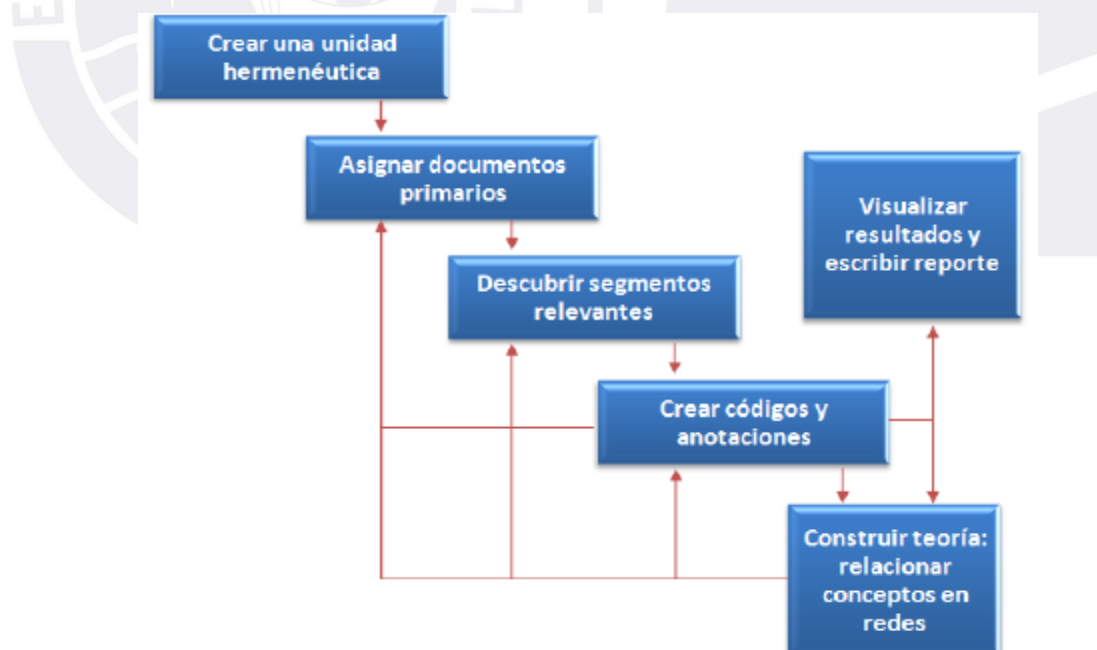 Crear una unidad
hermenéutica
Asignar documentos
primarios
Descubrir segmentos
relevantes
Visualizar
resultados y
escribir reporte
Crear códigos y
anotaciones
Construir teoría:
relacionar
conceptos en
redes